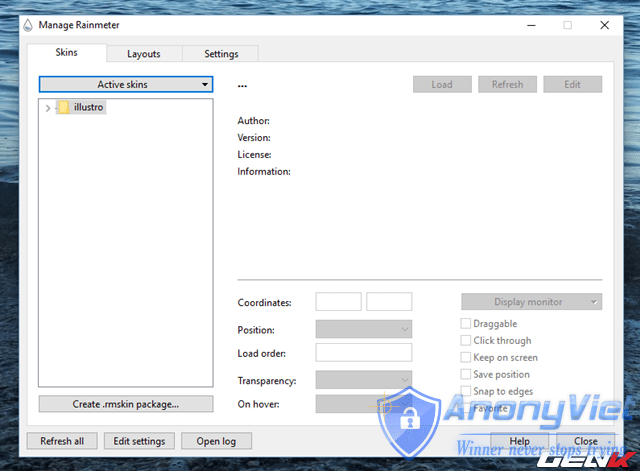 Manage Rainmeter
Skins
Layouts
Settings
Active skins
...
Load
Refresh
Edit
illustro
Author:
Version:
License:
Information:
Coordinates:
Display monitor
Position:
Draggable
Click through
Load order:
Keep on screen
Save position
Transparency:
Snap to edges
On hover:
Favorite
Create .rmskin package...
AnonyViet
Refresh all
Edit settings
Open log
Help
Close
Winner never stops trying
GENK